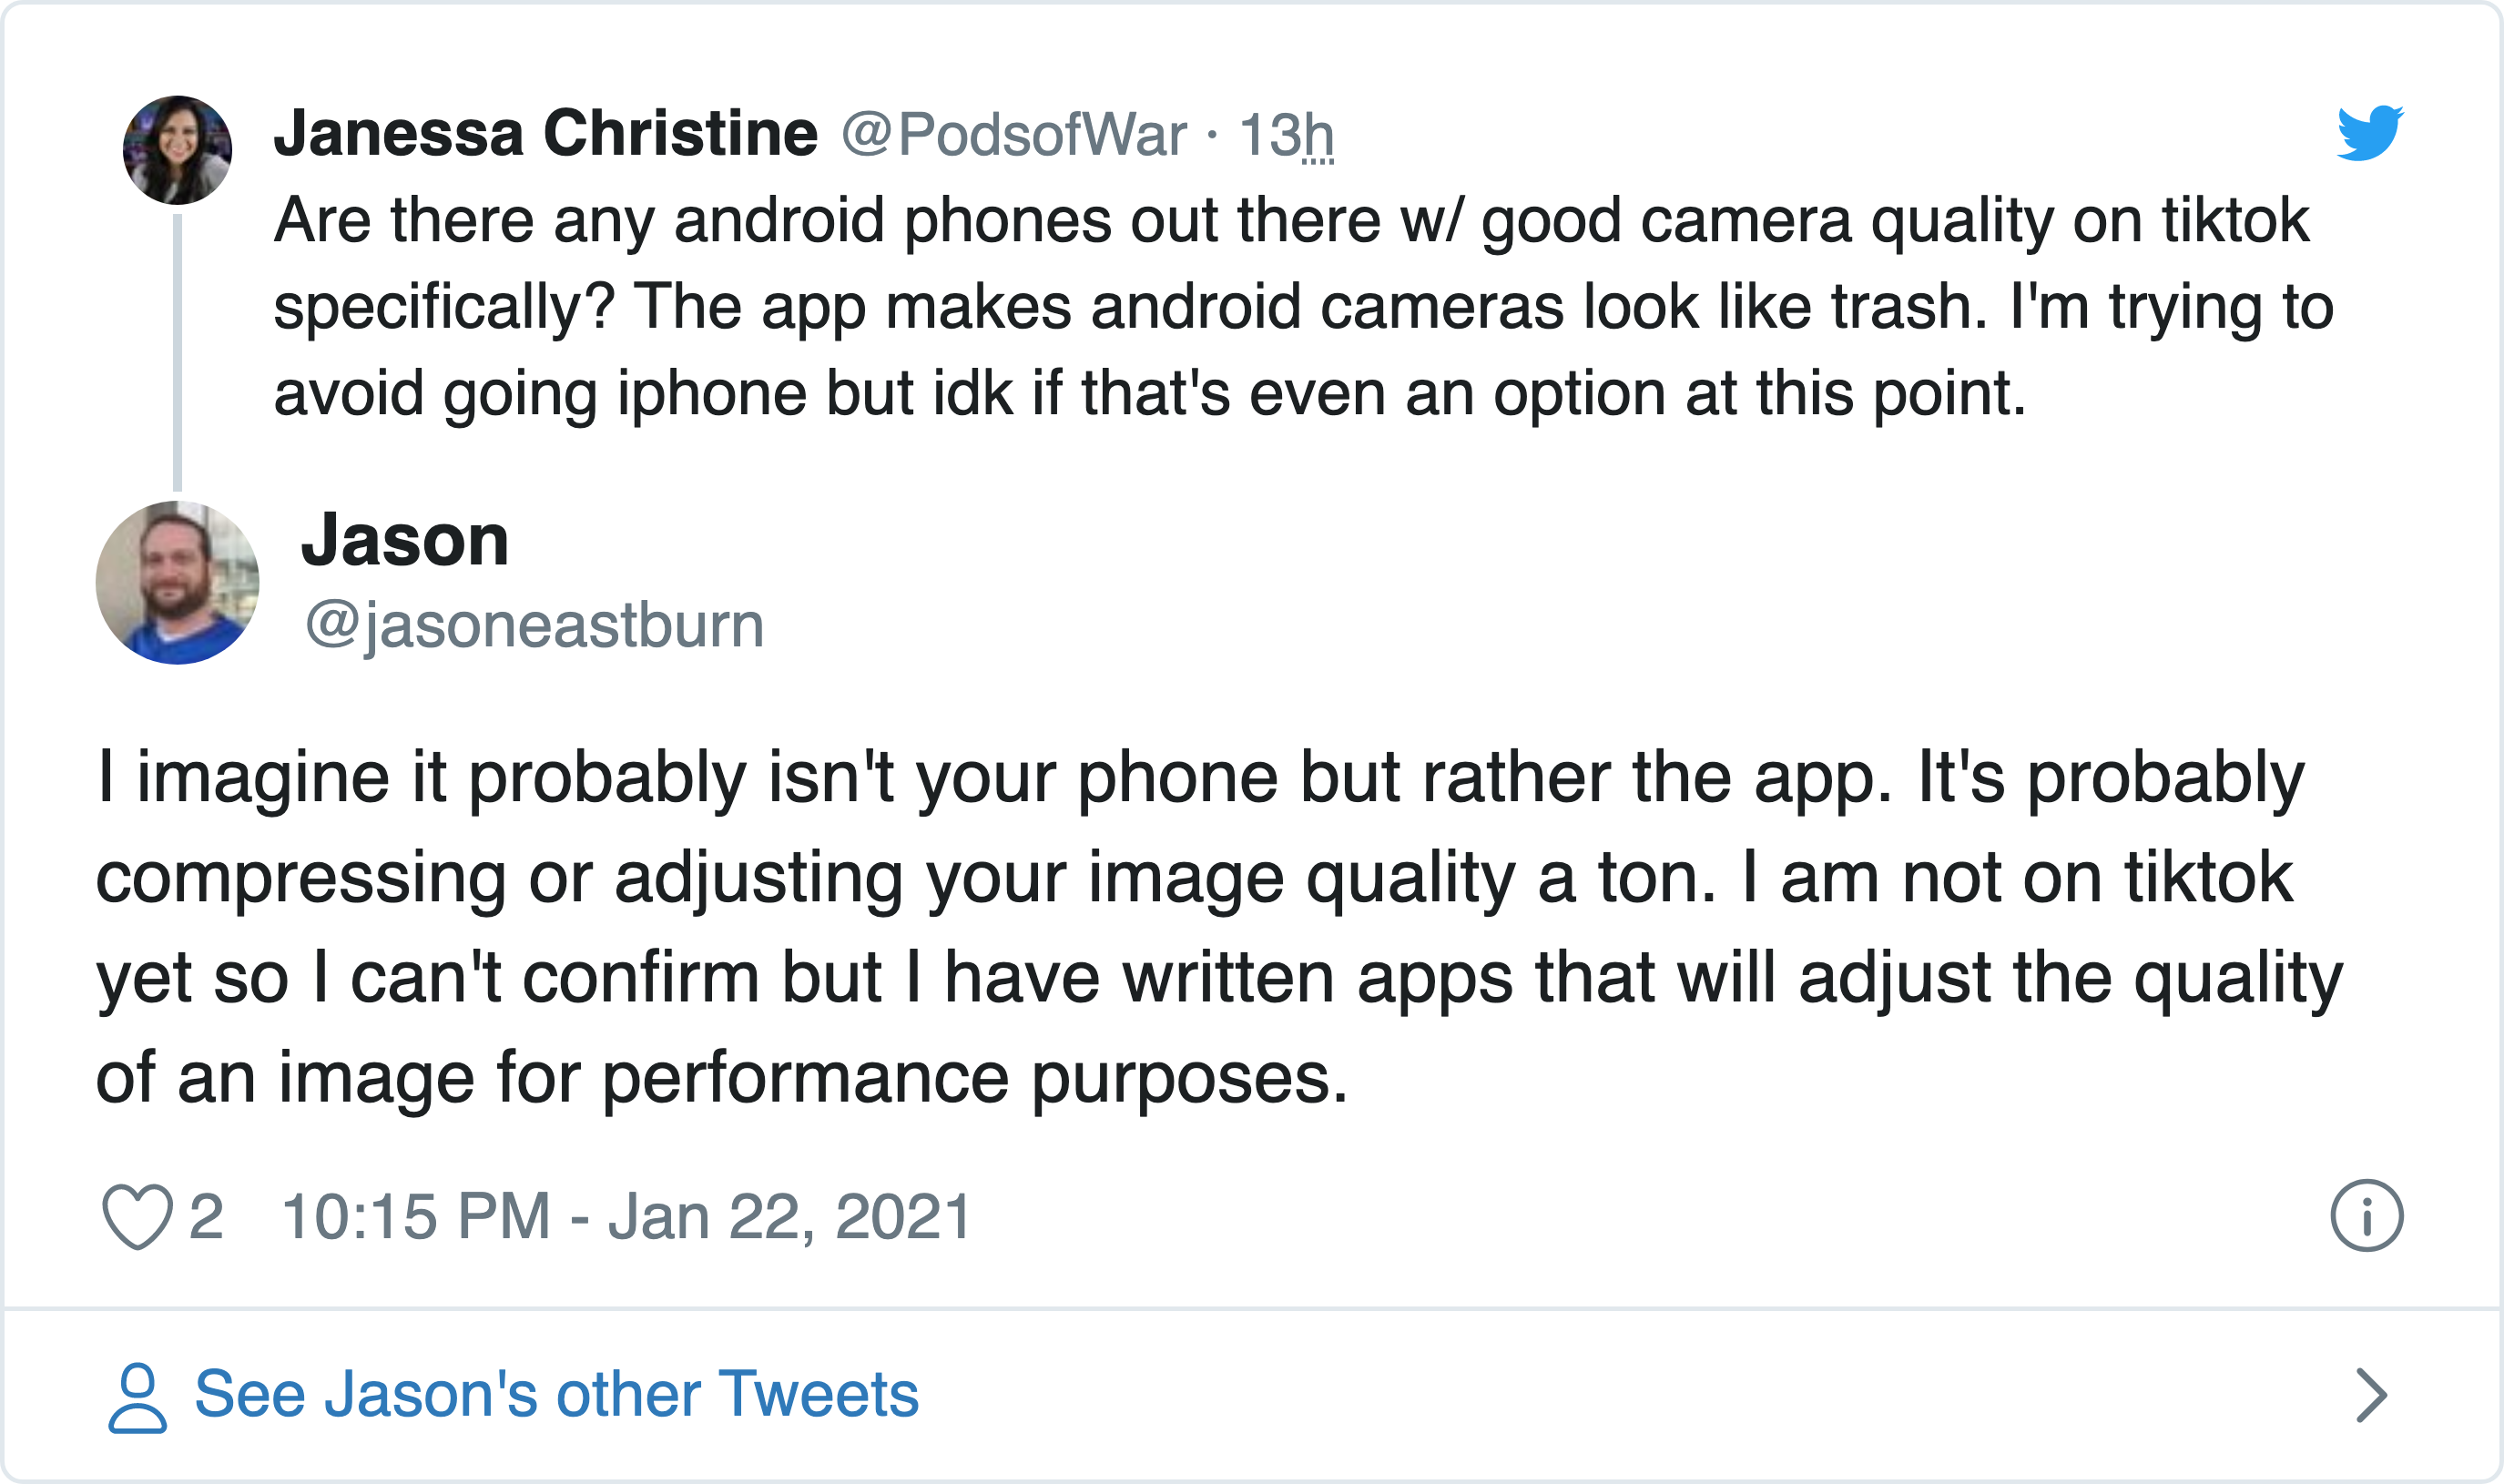 Janessa Christine @PodsofWar · 13h
Are there any android phones out there w/ good camera quality on tiktok
specifically? The app makes android cameras look like trash. I'm trying to
avoid going iphone but idk if that's even an option at this point.
Jason
@jasoneastburn
I imagine it probably isn't your phone but rather the app. It's probably
compressing or adjusting your image quality a ton. I am not on tiktok
yet so I can't confirm but I have written apps that will adjust the quality
of an image for performance purposes.
2 10:15 PM - Jan 22, 2021
See Jason's other Tweets